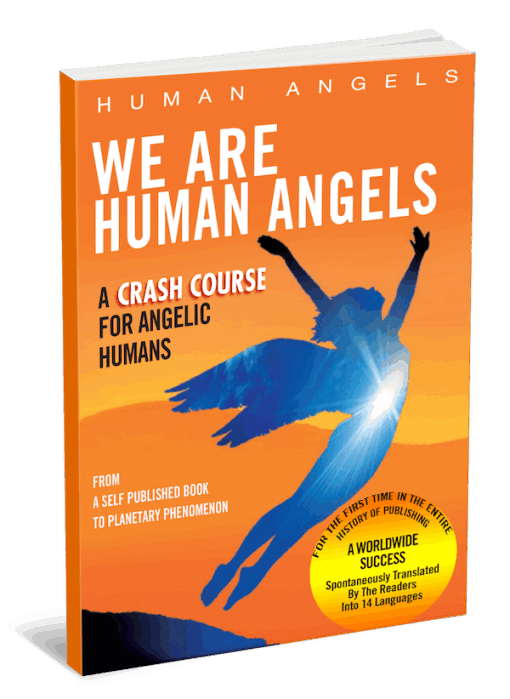 HUMAN ANGELS
WE ARE
HUMAN ANGELS
A CRASH COURSE
FOR ANGELIC
HUMANS
FROM
A SELF PUBLISHED BOOK
TO PLANETARY PHENOMENON
FOR THE FIRST TIME IN THE ENTIRE
HISTORY OF PUBLISHING
A WORLDWIDE
SUCCESS
Spontaneously Translated
By The Readers
Into 14 Languages